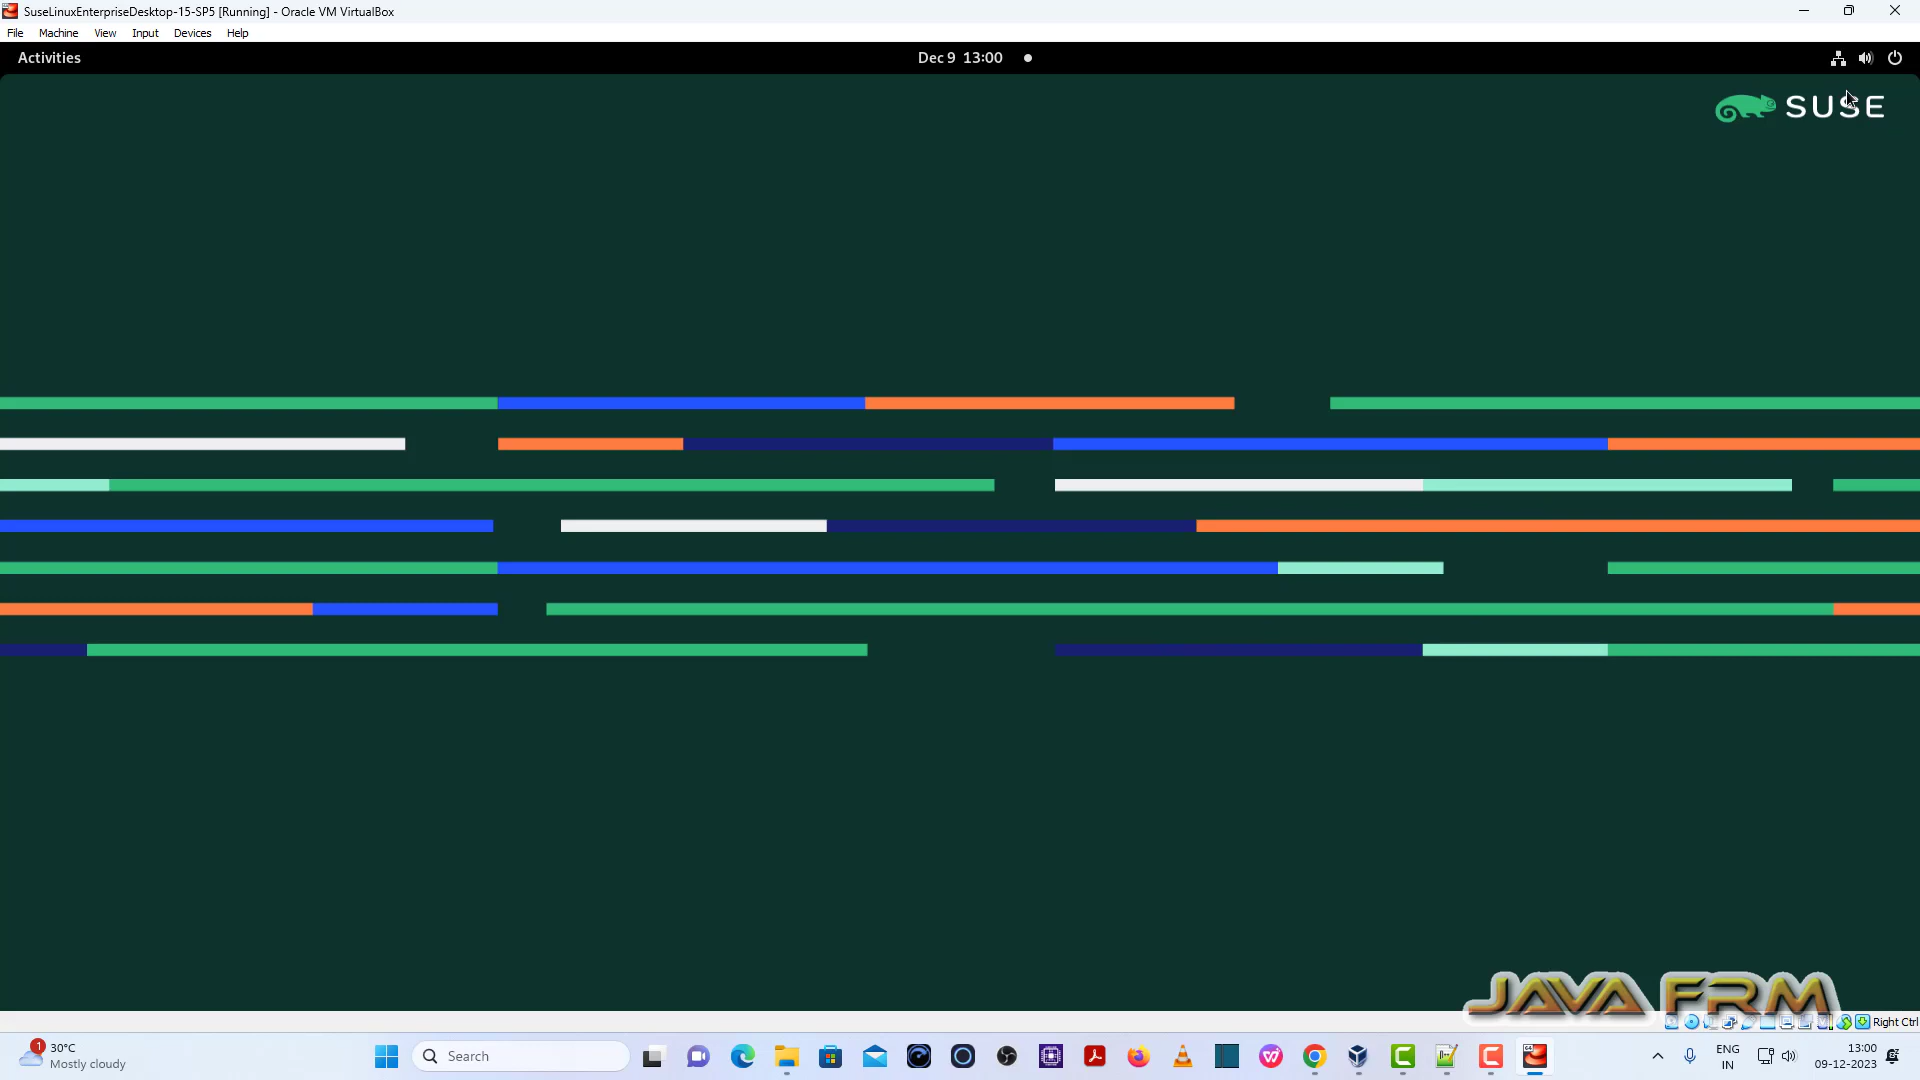 SuseLinuxEnterpriseDesktop-15-SP5 [Running] - Oracle VM VirtualBox
File Machine View Input Devices Help
Activities
Dec 9 13:00
SUSE
JAVA FRM
Right Ctrl
1
30°C
Mostly cloudy
Search
ENG
IN
13:00
09-12-2023